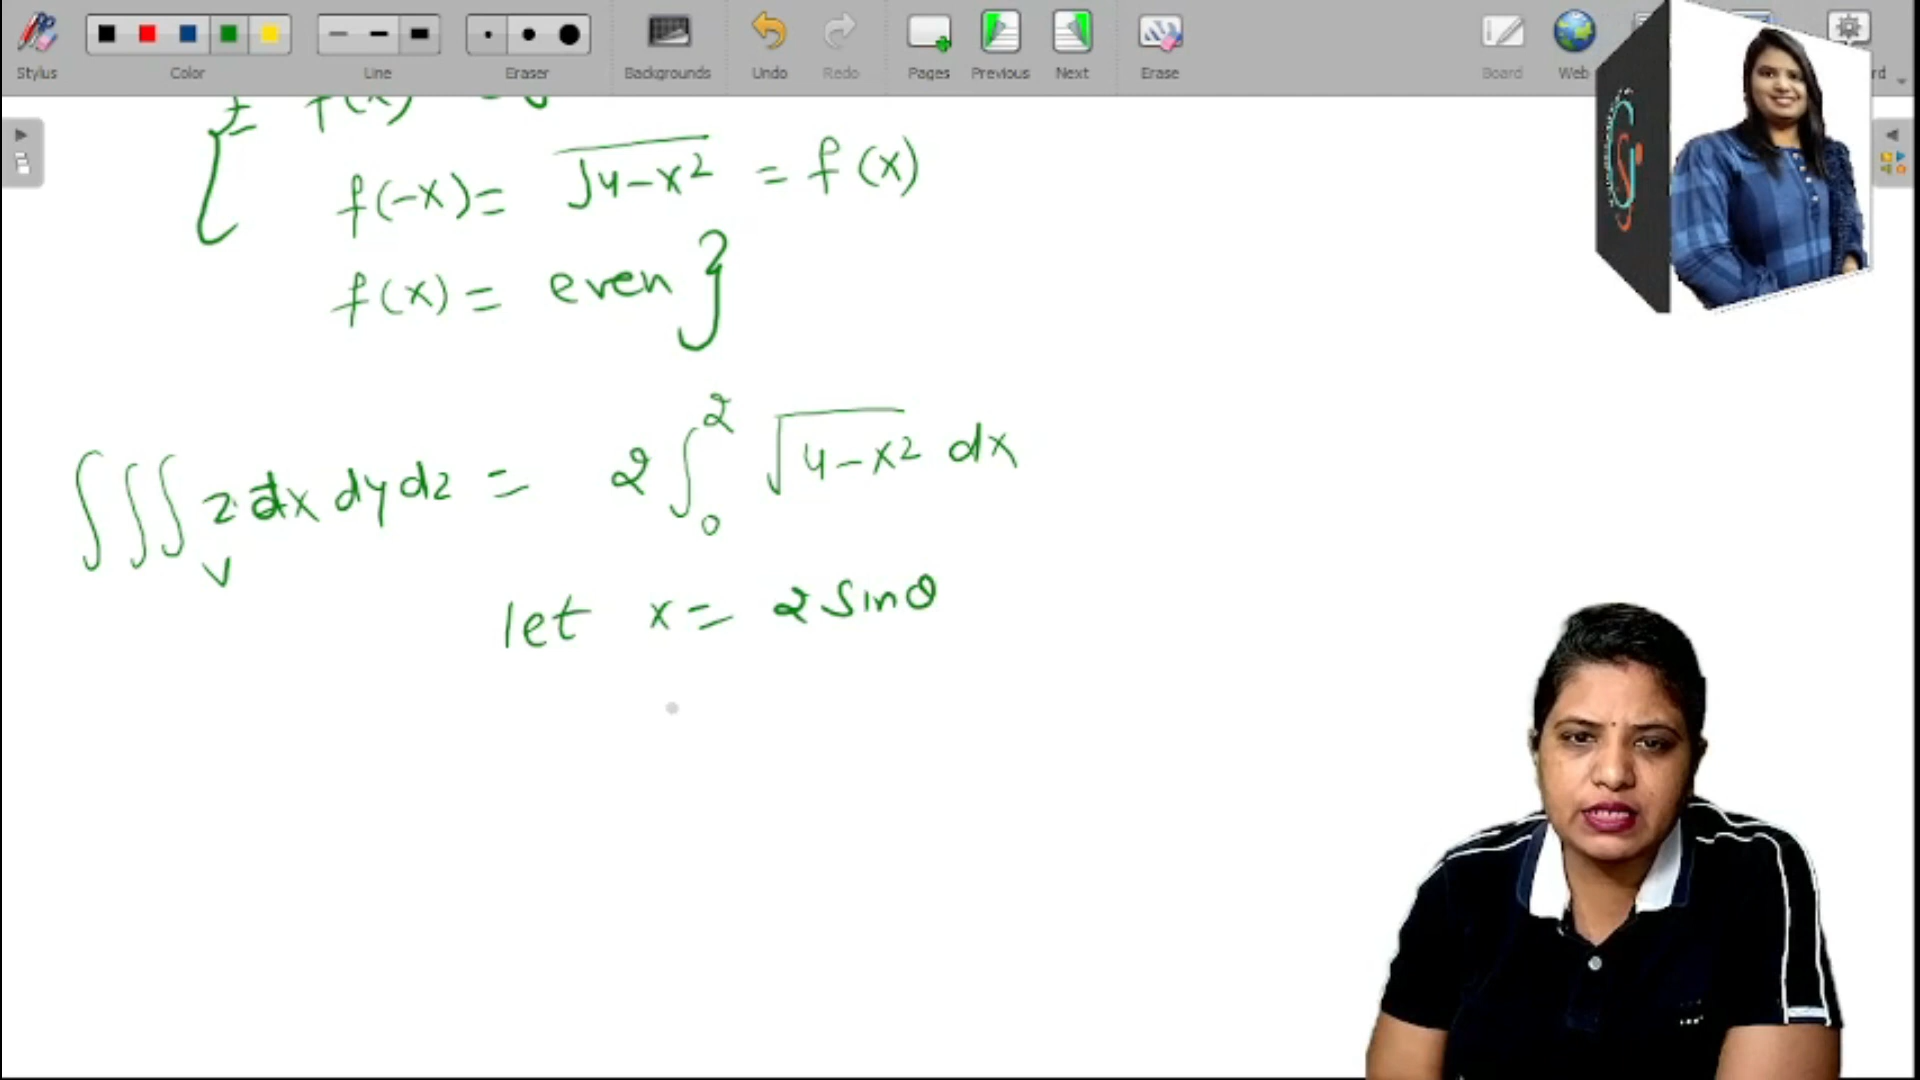 Stylus Color Line Eraser Backgrounds Undo Redo Pages Previous Next Erase Board Web
f(x) =
f(-x) = √4-x² = f(x)
f(x) = even }
∫∫∫_V z dx dy dz = 2 ∫₀² √4-x² dx
let x = 2 sinθ